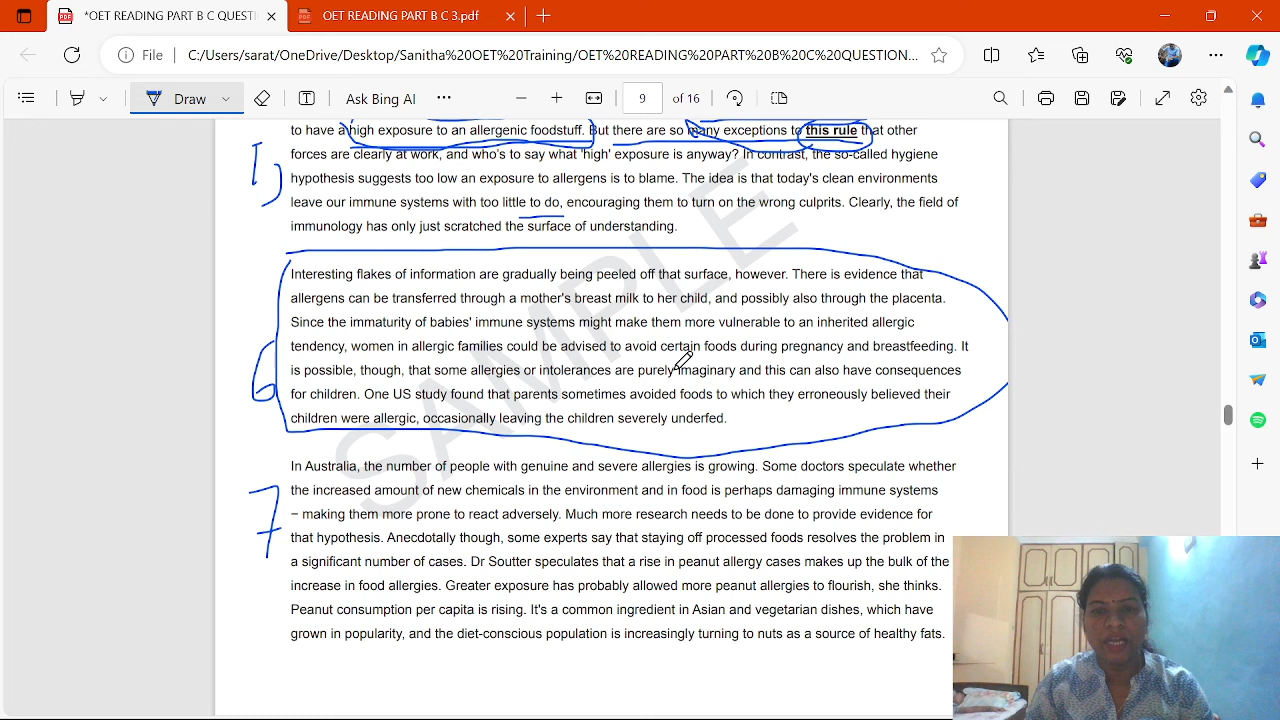 *OET READING PART B C QUESTI
OET READING PART B C 3.pdf
File
C:/Users/sarat/OneDrive/Desktop/Sanitha%20OET%20Training/OET%20READING%20PART%20B%20C%20QUESTION...
Draw
Ask Bing AI
9 of 16
to have a high exposure to an allergenic foodstuff. But there are so many exceptions to this rule that other
forces are clearly at work, and who's to say what 'high' exposure is anyway? In contrast, the so-called hygiene
hypothesis suggests too low an exposure to allergens is to blame. The idea is that today's clean environments
leave our immune systems with too little to do, encouraging them to turn on the wrong culprits. Clearly, the field of
immunology has only just scratched the surface of understanding.
Interesting flakes of information are gradually being peeled off that surface, however. There is evidence that
allergens can be transferred through a mother's breast milk to her child, and possibly also through the placenta.
Since the immaturity of babies' immune systems might make them more vulnerable to an inherited allergic
tendency, women in allergic families could be advised to avoid certain foods during pregnancy and breastfeeding. It
is possible, though, that some allergies or intolerances are purely imaginary and this can also have consequences
6
for children. One US study found that parents sometimes avoided foods to which they erroneously believed their
children were allergic, occasionally leaving the children severely underfed.
In Australia, the number of people with genuine and severe allergies is growing. Some doctors speculate whether
the increased amount of new chemicals in the environment and in food is perhaps damaging immune systems
7
– making them more prone to react adversely. Much more research needs to be done to provide evidence for
that hypothesis. Anecdotally though, some experts say that staying off processed foods resolves the problem in
a significant number of cases. Dr Soutter speculates that a rise in peanut allergy cases makes up the bulk of the
increase in food allergies. Greater exposure has probably allowed more peanut allergies to flourish, she thinks.
Peanut consumption per capita is rising. It's a common ingredient in Asian and vegetarian dishes, which have
grown in popularity, and the diet-conscious population is increasingly turning to nuts as a source of healthy fats.
SAMPLE